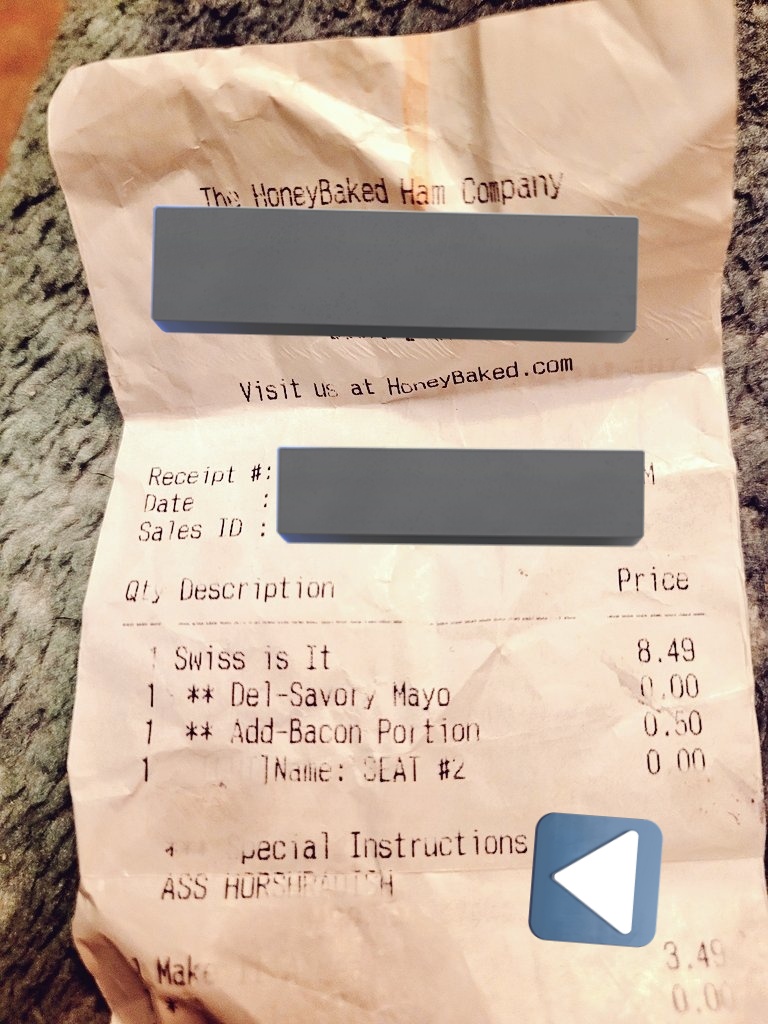 The HoneyBaked Ham Company
Visit us at HoneyBaked.com
Receipt #: M
Date :
Sales ID :
Qty Description Price
1 Swiss is It 8.49
1 ** Del-Savory Mayo 0.00
1 ** Add-Bacon Portion 0.50
1 Name: SEAT #2 0.00
Special Instructions
ASS HORSHRADISH
3.49
* 0.00